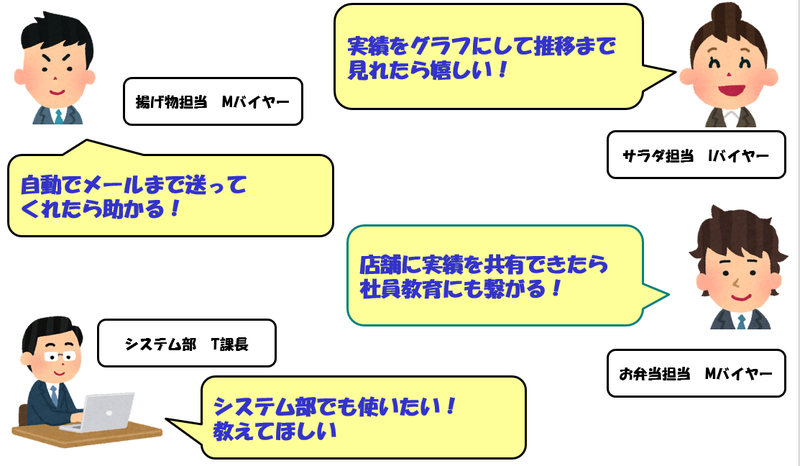 実績をグラフにして推移まで
見れたら嬉しい！
揚げ物担当　Mバイヤー
サラダ担当　Iバイヤー
自動でメールまで送って
くれたら助かる！
店舗に実績を共有できたら
社員教育にも繋がる！
システム部　T課長
お弁当担当　Mバイヤー
システム部でも使いたい！
教えてほしい